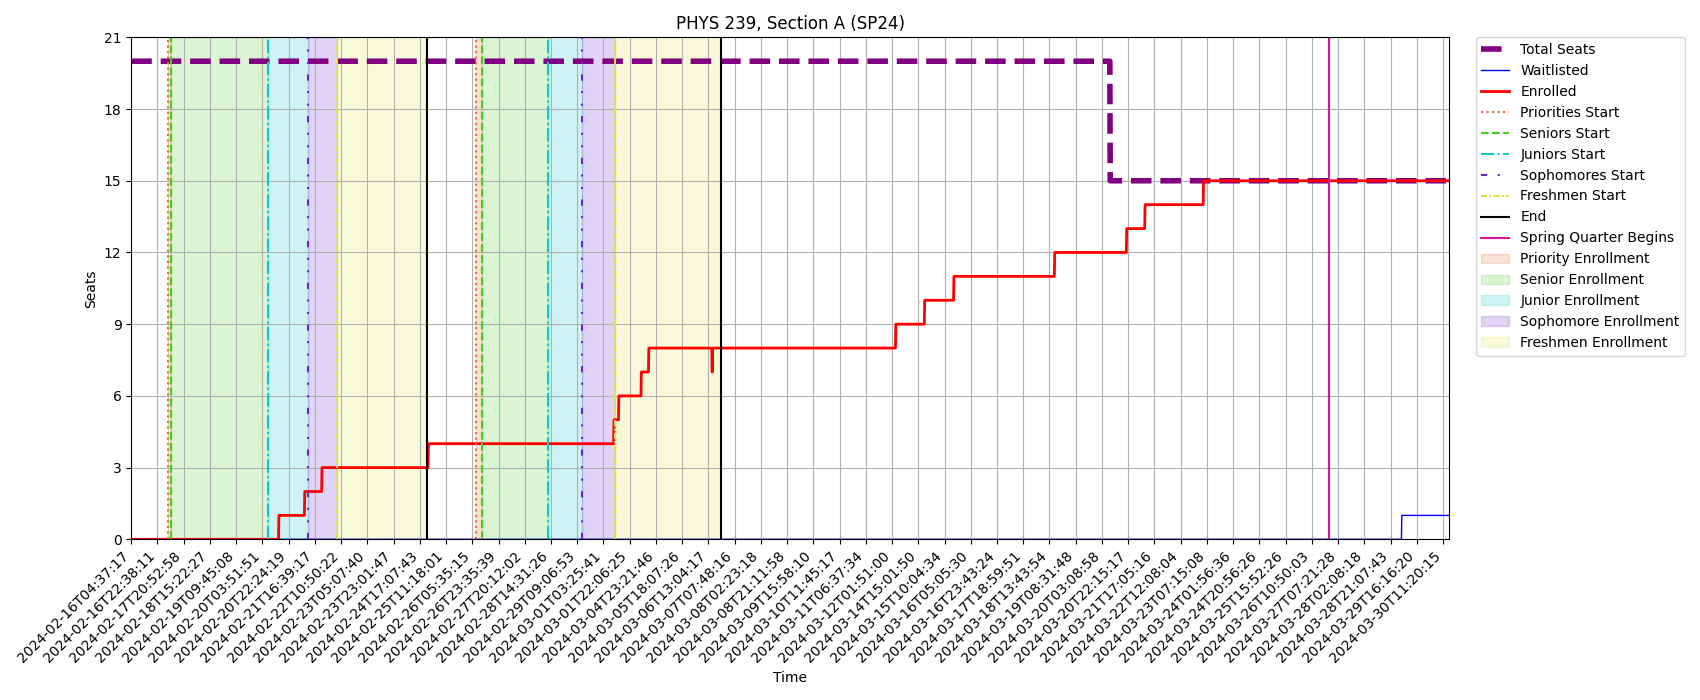 PHYS 239, Section A (SP24)
Seats
21
18
15
12
9
6
3
0
2024-02-16T04:37:17
2024-02-16T22:38:11
2024-02-17T20:52:58
2024-02-18T15:22:27
2024-02-19T09:45:08
2024-02-20T03:51:51
2024-02-20T22:24:19
2024-02-21T16:39:17
2024-02-22T10:50:22
2024-02-23T05:07:40
2024-02-23T23:01:47
2024-02-24T17:07:43
2024-02-25T11:18:01
2024-02-26T05:35:15
2024-02-26T23:35:39
2024-02-27T20:12:02
2024-02-28T14:31:26
2024-02-29T09:06:53
2024-03-01T03:25:41
2024-03-01T22:06:25
2024-03-04T23:21:46
2024-03-05T18:07:26
2024-03-06T13:04:17
2024-03-07T07:48:16
2024-03-08T02:23:18
2024-03-08T21:11:58
2024-03-09T15:58:10
2024-03-10T11:45:17
2024-03-11T06:37:34
2024-03-12T01:51:00
2024-03-14T15:01:50
2024-03-15T10:04:34
2024-03-16T05:05:30
2024-03-16T23:43:24
2024-03-17T18:59:51
2024-03-18T13:43:54
2024-03-19T08:31:48
2024-03-20T03:08:58
2024-03-20T22:15:17
2024-03-21T17:05:16
2024-03-22T12:08:04
2024-03-23T07:15:08
2024-03-24T01:56:36
2024-03-24T20:56:26
2024-03-25T15:52:26
2024-03-26T10:50:03
2024-03-27T07:21:28
2024-03-28T02:08:18
2024-03-28T21:07:43
2024-03-29T16:16:20
2024-03-30T11:20:15
Time
Total Seats
Waitlisted
Enrolled
Priorities Start
Seniors Start
Juniors Start
Sophomores Start
Freshmen Start
End
Spring Quarter Begins
Priority Enrollment
Senior Enrollment
Junior Enrollment
Sophomore Enrollment
Freshmen Enrollment